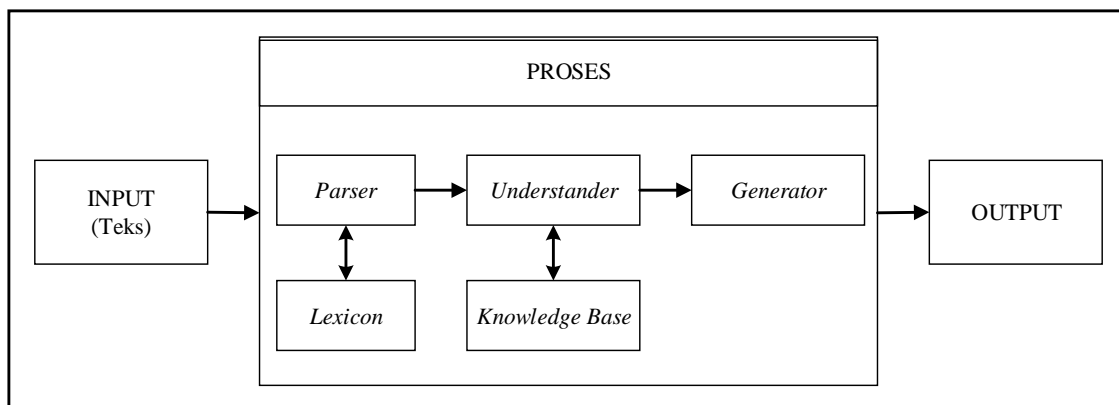 PROSES
INPUT
(Teks)
Parser
Understander
Generator
OUTPUT
Lexicon
Knowledge Base